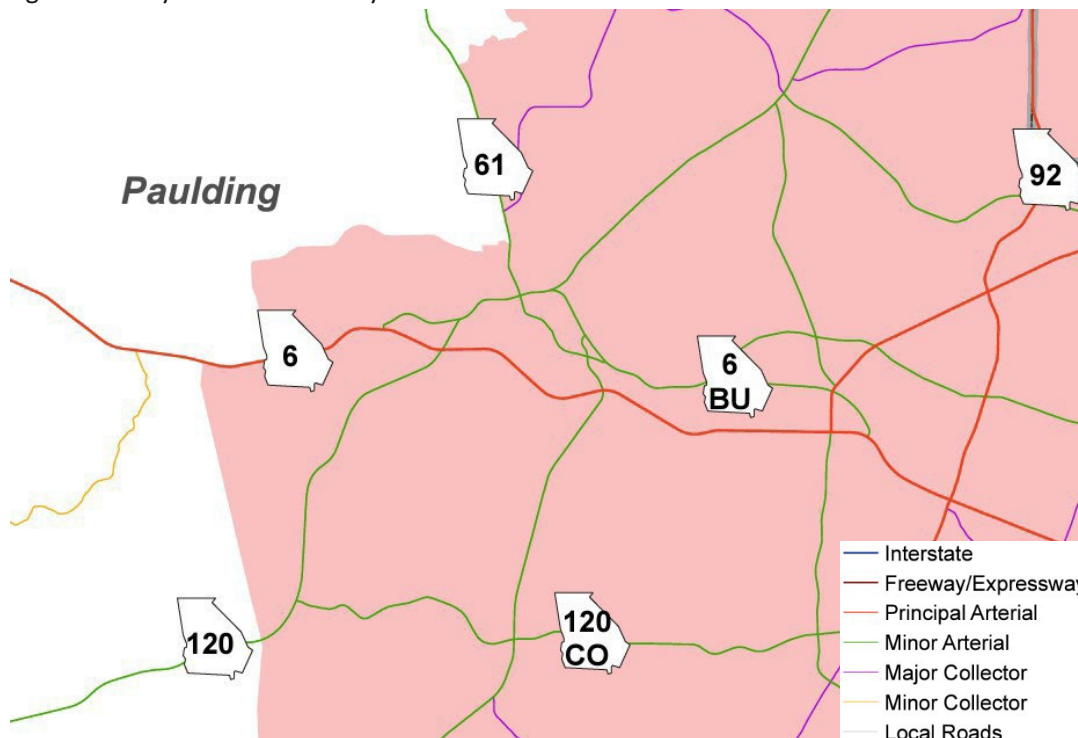 61
92
Paulding
6
6
BU
120
120
CO
Interstate
Freeway/Expressway
Principal Arterial
Minor Arterial
Major Collector
Minor Collector
Local Roads